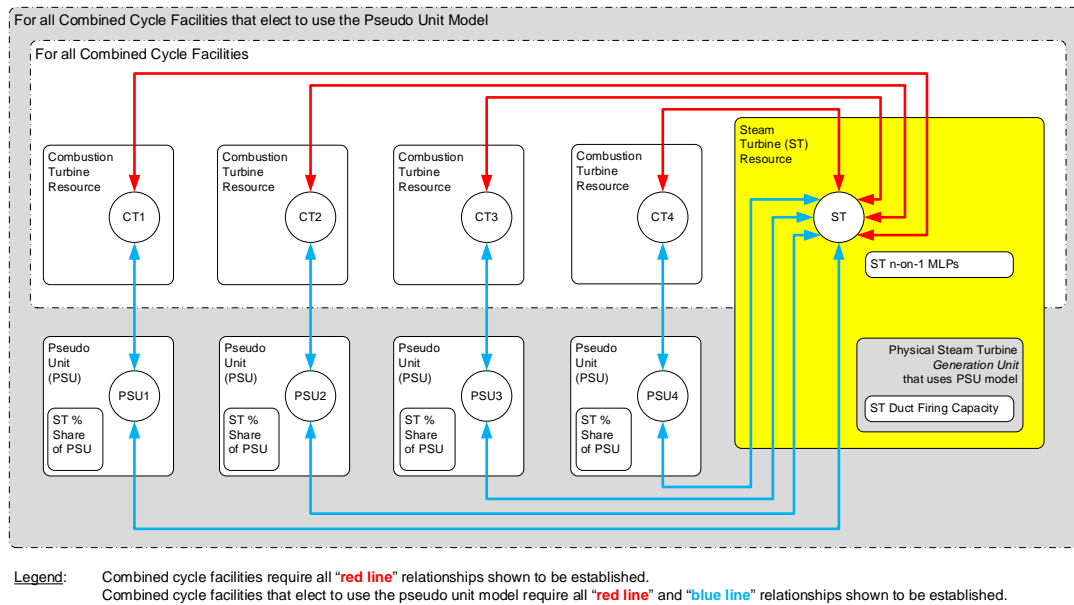 For all Combined Cycle Facilities that elect to use the Pseudo Unit Model
For all Combined Cycle Facilities
Combustion
Turbine
Resource
CT1
Combustion
Turbine
Resource
CT2
Combustion
Turbine
Resource
CT3
Combustion
Turbine
Resource
CT4
Steam
Turbine (ST)
Resource
ST
ST n-on-1 MLPs
Pseudo
Unit
(PSU)
PSU1
ST %
Share
of PSU
Pseudo
Unit
(PSU)
PSU2
ST %
Share
of PSU
Pseudo
Unit
(PSU)
PSU3
ST %
Share
of PSU
Pseudo
Unit
(PSU)
PSU4
ST %
Share
of PSU
Physical Steam Turbine
Generation Unit
that uses PSU model
ST Duct Firing Capacity
Legend: Combined cycle facilities require all “red line” relationships shown to be established.
Combined cycle facilities that elect to use the pseudo unit model require all “red line” and “blue line” relationships shown to be established.